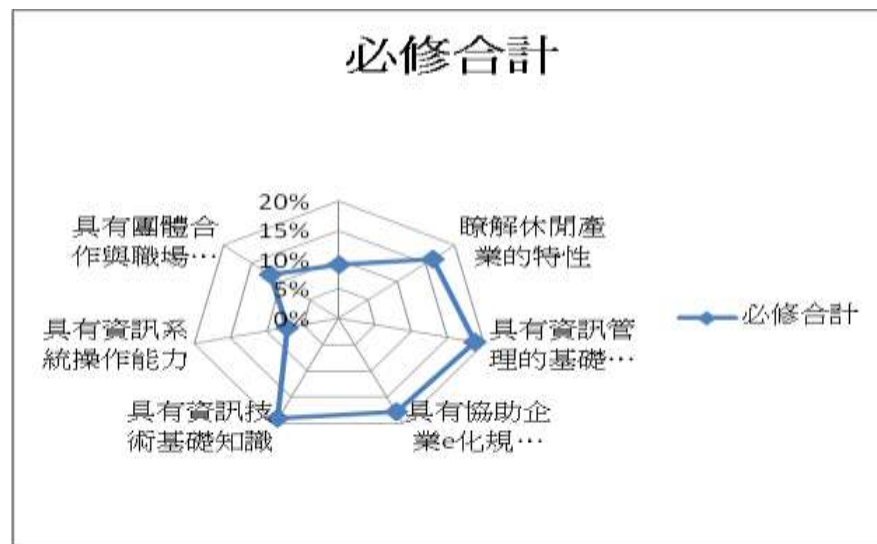 必修合計
20%
15%
10%
5%
0%
瞭解休閒產
業的特性
具有資訊管
理的基礎…
具有協助企
業e化規…
具有資訊技
術基礎知識
具有資訊系
統操作能力
具有團體合
作與職場…
必修合計